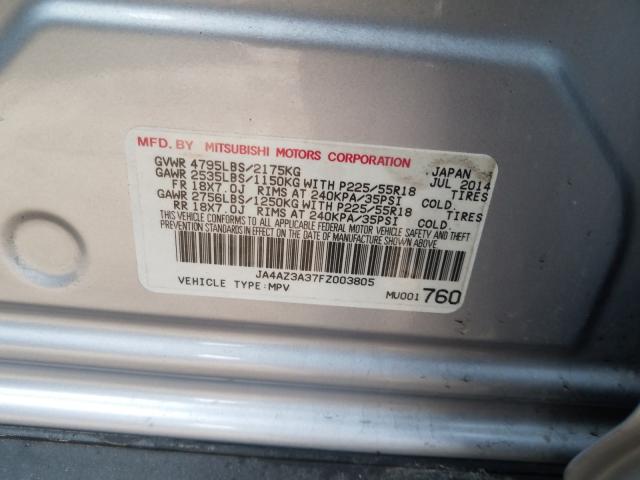 MFD. BY MITSUBISHI MOTORS CORPORATION
GVWR 4795LBS/2175KG JAPAN JUL 2014
GAWR 2535LBS/1150KG WITH P225/55R18 TIRES
FR 18X7.0J RIMS AT 240KPA/35PSI COLD.
GAWR 2756LBS/1250KG WITH P225/55R18 TIRES
RR 18X7.0J RIMS AT 240KPA/35PSI COLD.
THIS VEHICLE CONFORMS TO ALL APPLICABLE FEDERAL MOTOR VEHICLE SAFETY AND THEFT
PREVENTION STANDARDS IN EFFECT ON THE DATE OF MANUFACTURE SHOWN ABOVE.
JA4AZ3A37FZ003805
VEHICLE TYPE:MPV MU001 760